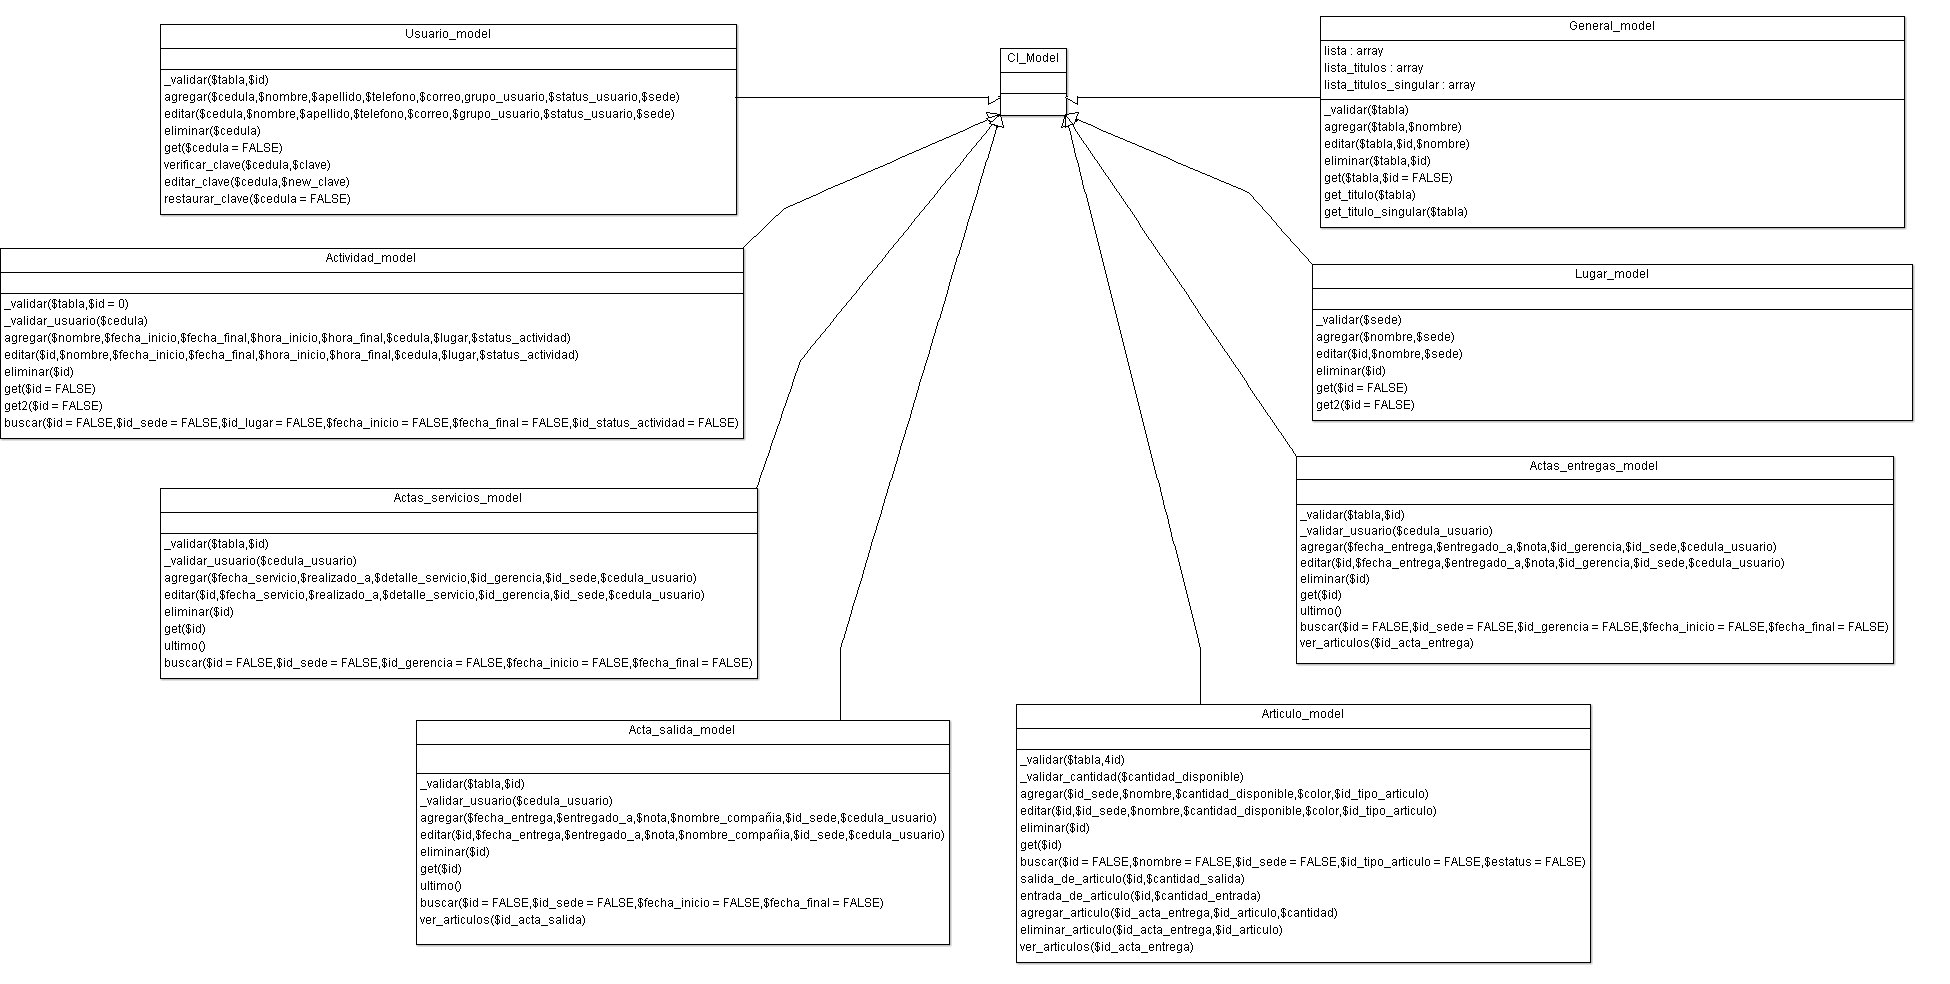 Usuario_model
_validar($tabla,$id)
agregar($cedula,$nombre,$apellido,$telefono,$correo,grupo_usuario,$status_usuario,$sede)
editar($cedula,$nombre,$apellido,$telefono,$correo,$grupo_usuario,$status_usuario,$sede)
eliminar($cedula)
get($cedula = FALSE)
verificar_clave($cedula,$clave)
editar_clave($cedula,$new_clave)
restaurar_clave($cedula = FALSE)
CI_Model
General_model
lista : array
lista_titulos : array
lista_titulos_singular : array
_validar($tabla)
agregar($tabla,$nombre)
editar($tabla,$id,$nombre)
eliminar($tabla,$id)
get($tabla,$id = FALSE)
get_titulo($tabla)
get_titulo_singular($tabla)
Actividad_model
_validar($tabla,$id = 0)
_validar_usuario($cedula)
agregar($nombre,$fecha_inicio,$fecha_final,$hora_inicio,$hora_final,$cedula,$lugar,$status_actividad)
editar($id,$nombre,$fecha_inicio,$fecha_final,$hora_inicio,$hora_final,$cedula,$lugar,$status_actividad)
eliminar($id)
get($id = FALSE)
get2($id = FALSE)
buscar($id = FALSE,$id_sede = FALSE,$id_lugar = FALSE,$fecha_inicio = FALSE,$fecha_final = FALSE,$id_status_actividad = FALSE)
Lugar_model
_validar($sede)
agregar($nombre,$sede)
editar($id,$nombre,$sede)
eliminar($id)
get($id = FALSE)
get2($id = FALSE)
Actas_servicios_model
_validar($tabla,$id)
_validar_usuario($cedula_usuario)
agregar($fecha_servicio,$realizado_a,$detalle_servicio,$id_gerencia,$id_sede,$cedula_usuario)
editar($id,$fecha_servicio,$realizado_a,$detalle_servicio,$id_gerencia,$id_sede,$cedula_usuario)
eliminar($id)
get($id)
ultimo()
buscar($id = FALSE,$id_sede = FALSE,$id_gerencia = FALSE,$fecha_inicio = FALSE,$fecha_final = FALSE)
Actas_entregas_model
_validar($tabla,$id)
_validar_usuario($cedula_usuario)
agregar($fecha_entrega,$entregado_a,$nota,$id_gerencia,$id_sede,$cedula_usuario)
editar($id,$fecha_entrega,$entregado_a,$nota,$id_gerencia,$id_sede,$cedula_usuario)
eliminar($id)
get($id)
ultimo()
buscar($id = FALSE,$id_sede = FALSE,$id_gerencia = FALSE,$fecha_inicio = FALSE,$fecha_final = FALSE)
ver_articulos($id_acta_entrega)
Acta_salida_model
_validar($tabla,$id)
_validar_usuario($cedula_usuario)
agregar($fecha_entrega,$entregado_a,$nota,$nombre_compañia,$id_sede,$cedula_usuario)
editar($id,$fecha_entrega,$entregado_a,$nota,$nombre_compañia,$id_sede,$cedula_usuario)
eliminar($id)
get($id)
ultimo()
buscar($id = FALSE,$id_sede = FALSE,$fecha_inicio = FALSE,$fecha_final = FALSE)
ver_articulos($id_acta_salida)
Articulo_model
_validar($tabla,4id)
_validar_cantidad($cantidad_disponible)
agregar($id_sede,$nombre,$cantidad_disponible,$color,$id_tipo_articulo)
editar($id,$id_sede,$nombre,$cantidad_disponible,$color,$id_tipo_articulo)
eliminar($id)
get($id)
buscar($id = FALSE,$nombre = FALSE,$id_sede = FALSE,$id_tipo_articulo = FALSE,$estatus = FALSE)
salida_de_articulo($id,$cantidad_salida)
entrada_de_articulo($id,$cantidad_entrada)
agregar_articulo($id_acta_entrega,$id_articulo,$cantidad)
eliminar_articulo($id_acta_entrega,$id_articulo)
ver_articulos($id_acta_entrega)